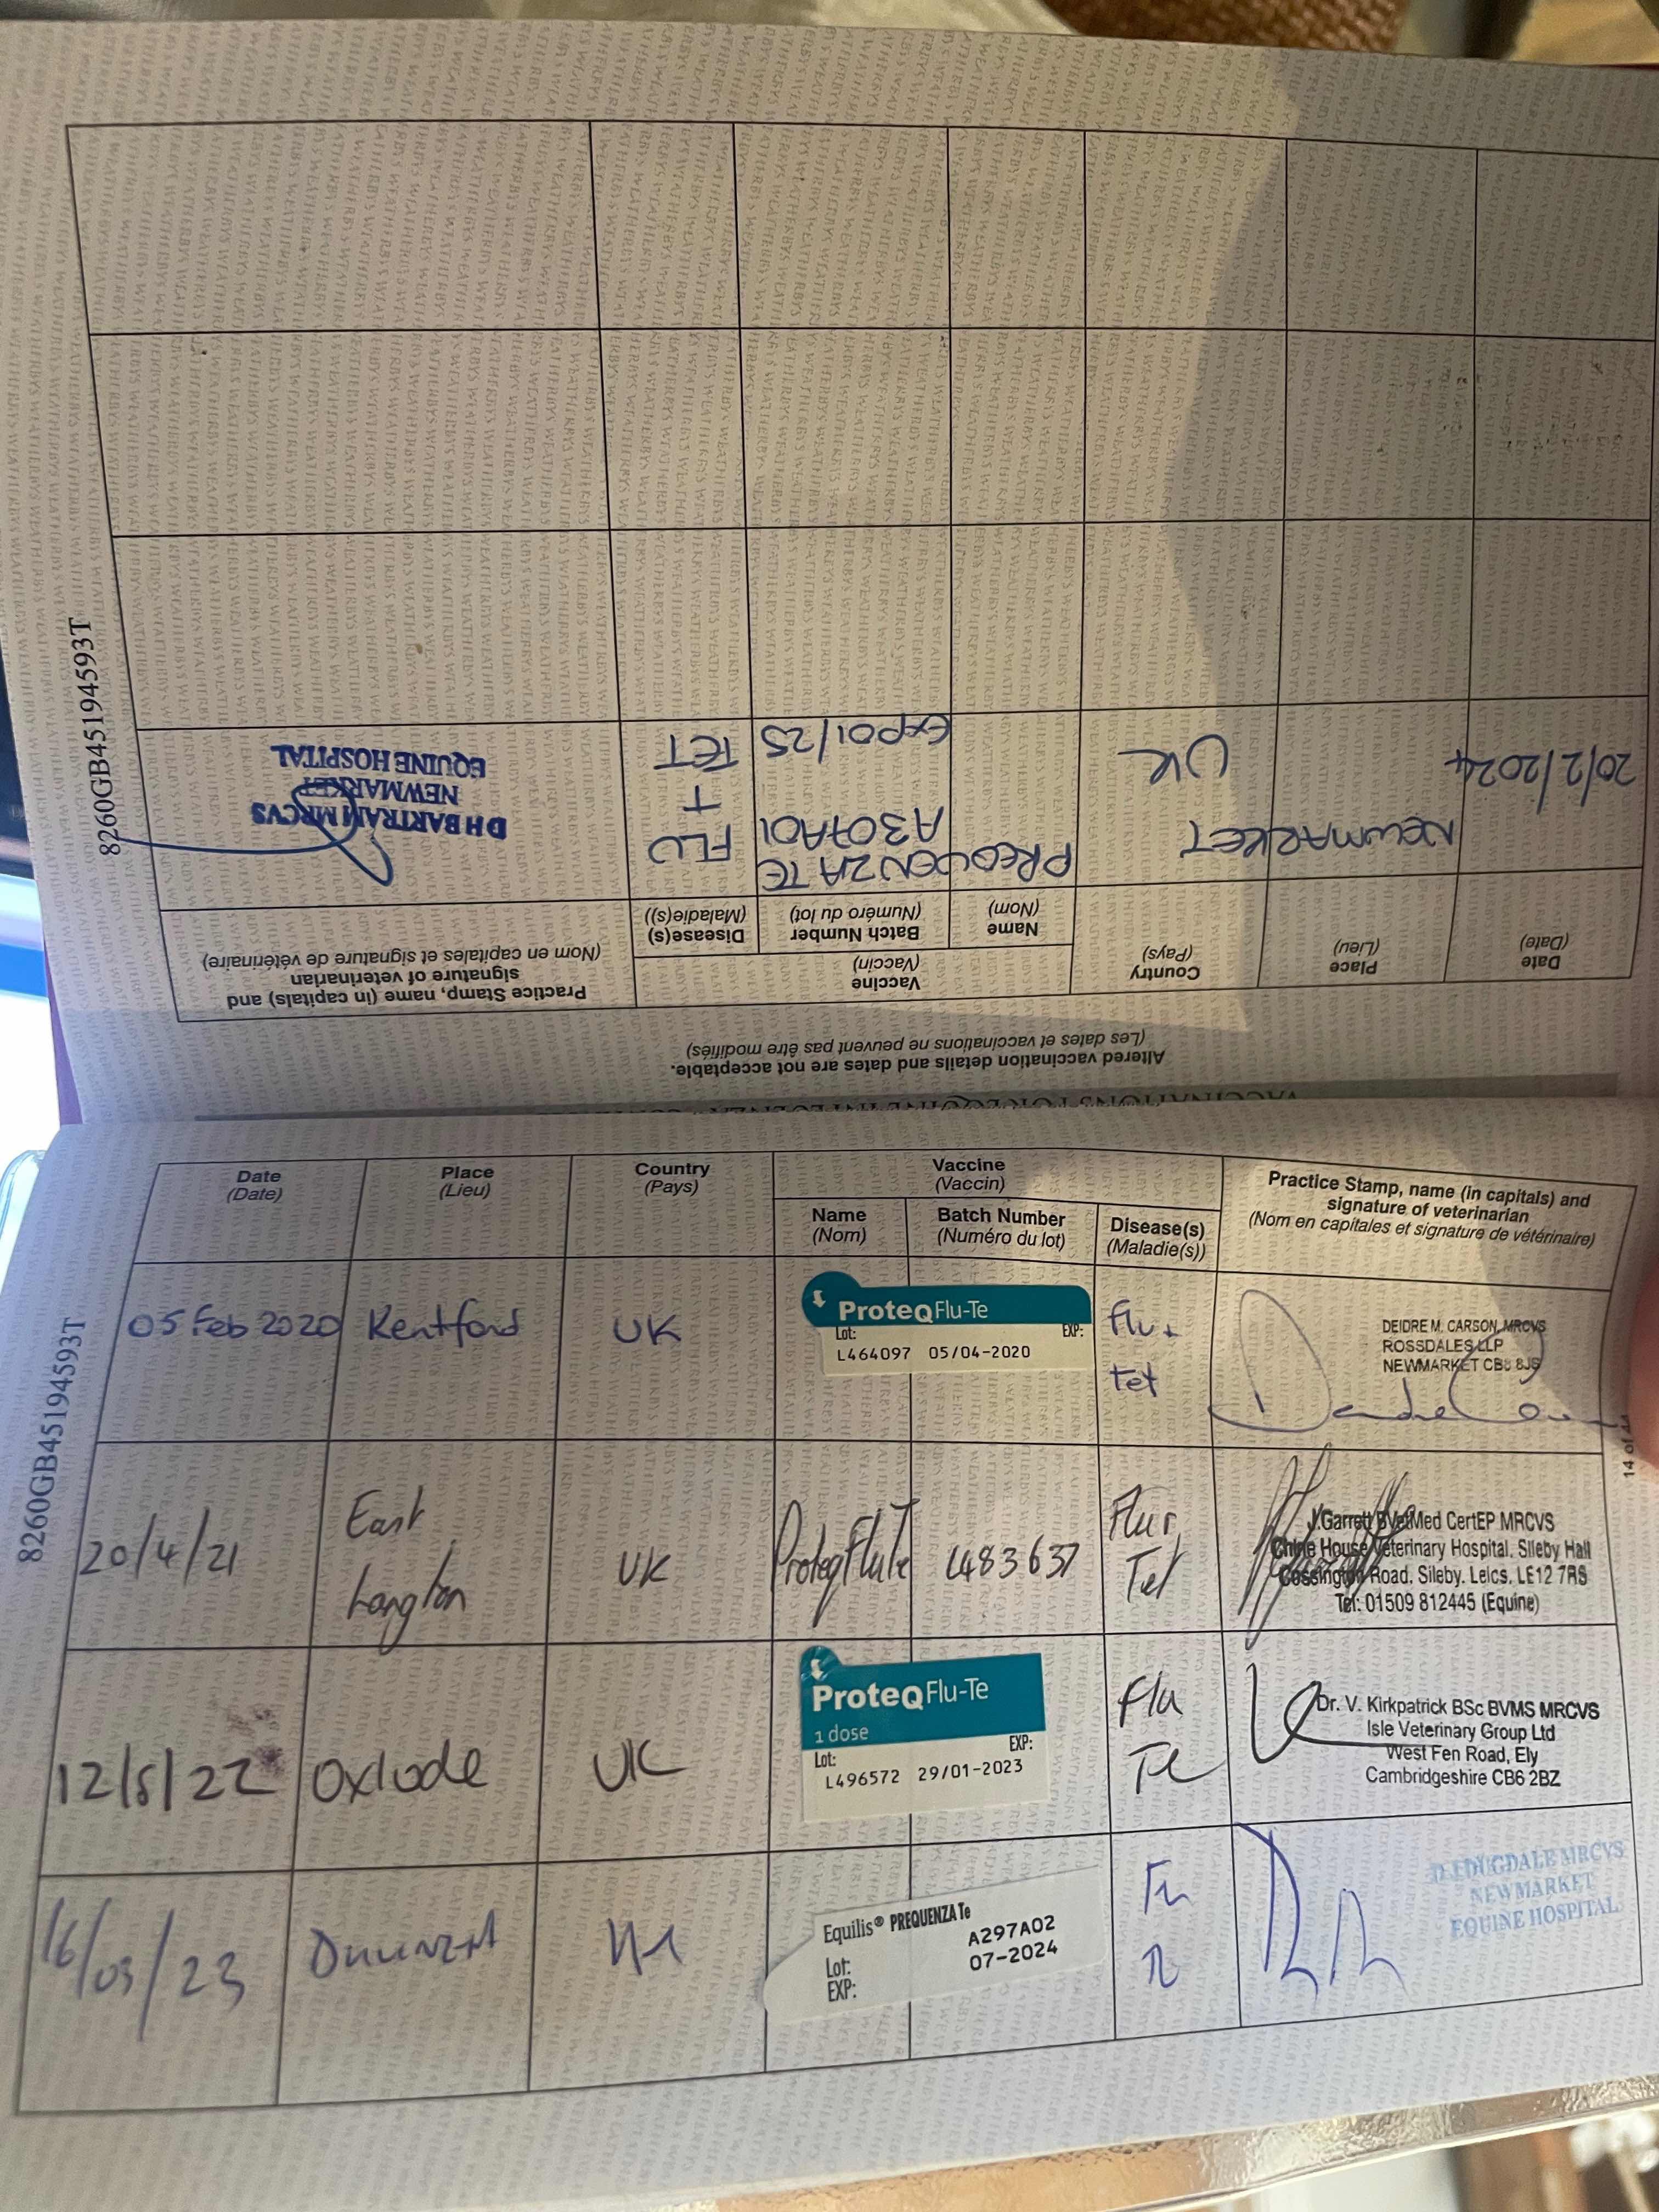 8260GB451945593T
Altered vaccination details and dates are not acceptable.
(Les dates et vaccinations ne peuvent pas être modifiés)
Date
(Date)
Place
(Lieu)
Country
(Pays)
Vaccine
(Vaccin)
Name
(Nom)
Batch Number
(Numéro du lot)
Disease(s)
(Maladie(s))
Practice Stamp, name (in capitals) and
signature of veterinarian
(Nom en capitales et signature de vétérinaire)
20/2/2024
NEWMARKET
UK
PREQUENZA TE
A307A01
EXP 01/25
FLU
+
TET
D H BARTRAM MRCVS
NEWMARKET
EQUINE HOSPITAL
8260GB451945593T
Date
(Date)
Place
(Lieu)
Country
(Pays)
Vaccine
(Vaccin)
Name
(Nom)
Batch Number
(Numéro du lot)
Disease(s)
(Maladie(s))
Practice Stamp, name (in capitals) and
signature of veterinarian
(Nom en capitales et signature de vétérinaire)
05 Feb 2020
Kentford
UK
ProteqFlu-Te
Lot: EXP:
L464097 05/04-2020
Flu +
tet
DEIDRE M. CARSON, MRCVS
ROSSDALES LLP
NEWMARKET CB8 8JS
20/4/21
East
Langton
UK
ProteqFluTe
L483637
Flu +
Tet
J.Garrett BVetMed CertEP MRCVS
Chine House Veterinary Hospital. Sileby Hall
Cossington Road. Sileby. Leics. LE12 7RS
Tel: 01509 812445 (Equine)
12/5/22
Oxlode
UK
ProteqFlu-Te
1 dose
Lot: EXP:
L496572 29/01-2023
Flu
Te
Dr. V. Kirkpatrick BSc BVMS MRCVS
Isle Veterinary Group Ltd
West Fen Road, Ely
Cambridgeshire CB6 2BZ
16/03/23
Equilis® PREQUENZA Te
Lot: A297A02
EXP: 07-2024
DUGDALE MRCVS
NEWMARKET
EQUINE HOSPITAL
14 of 44